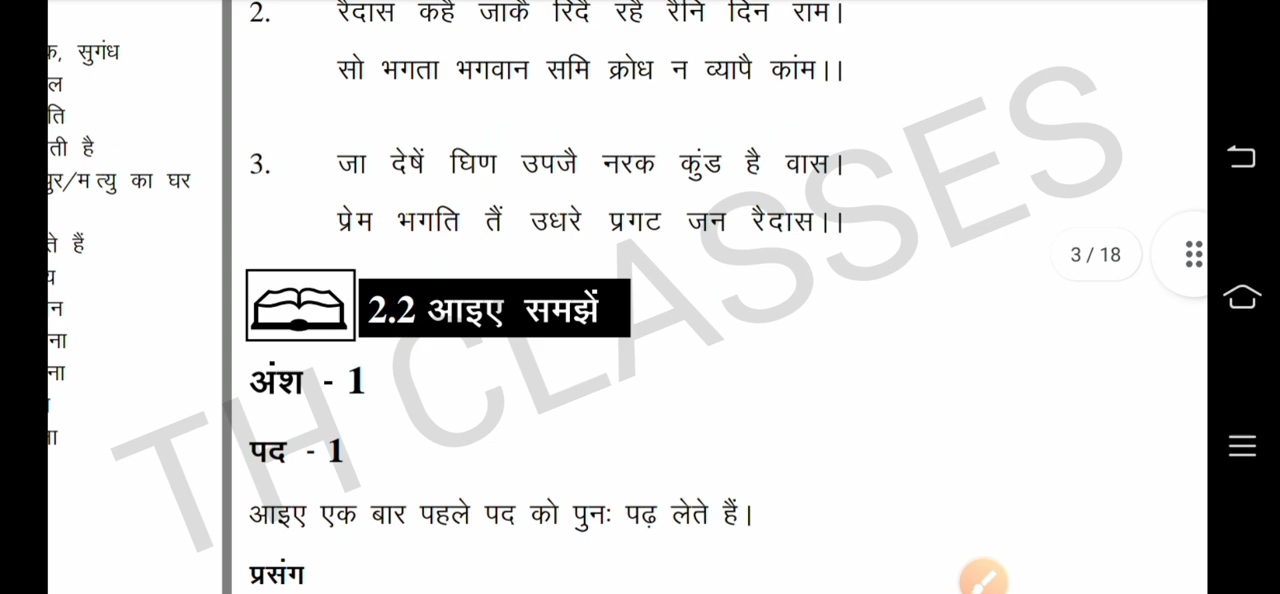 क, सुगंध
ल
ति
ती है
पुर/म त्यु का घर
ते हैं
य
न
ना
ना
ा
2. रैदास कहै जाकै रिदै रहै रैनि दिन राम।
सो भगता भगवान समि क्रोध न व्यापै कांम।।
3. जा देषें घिण उपजै नरक कुंड है वास।
प्रेम भगति तैं उधरे प्रगट जन रैदास।।
2.2 आइए समझें
अंश - 1
पद - 1
आइए एक बार पहले पद को पुनः पढ़ लेते हैं।
प्रसंग
TH CLASSES
3 / 18